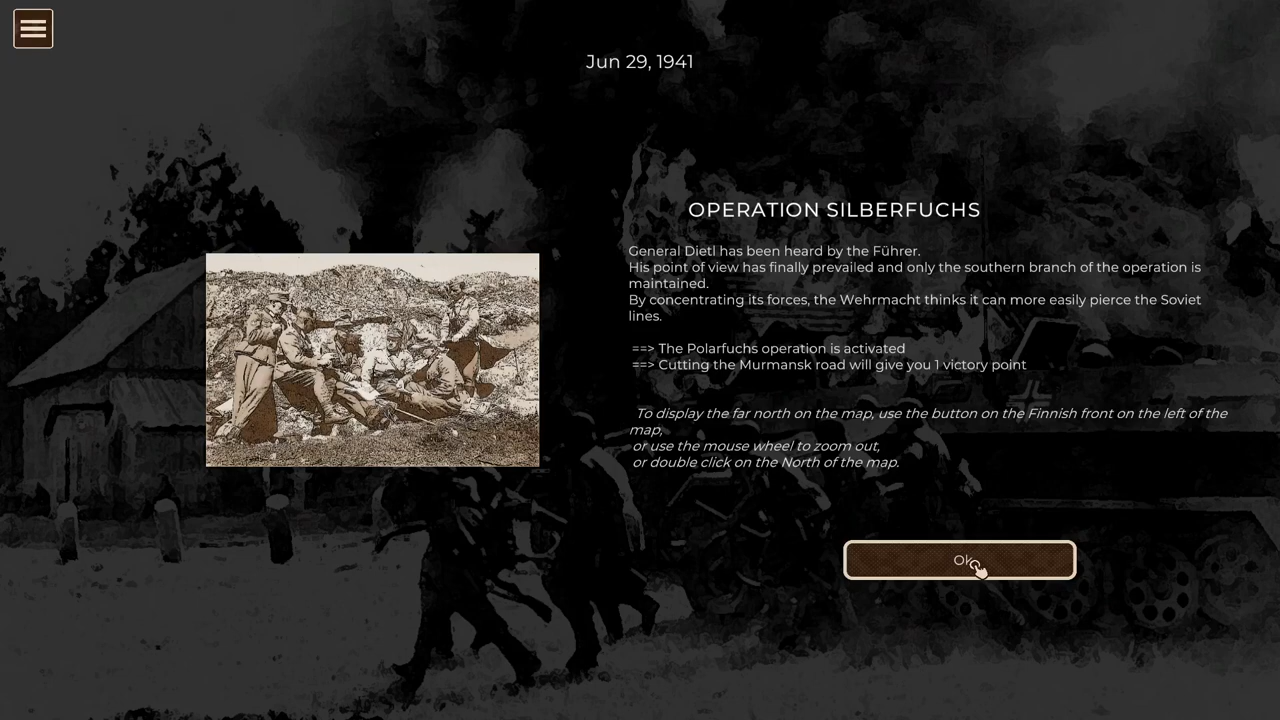 Jun 29, 1941
OPERATION SILBERFUCHS
General Dietl has been heard by the Führer.
His point of view has finally prevailed and only the southern branch of the operation is
maintained.
By concentrating its forces, the Wehrmacht thinks it can more easily pierce the Soviet
lines.
==> The Polarfuchs operation is activated
==> Cutting the Murmansk road will give you 1 victory point
To display the far north on the map, use the button on the Finnish front on the left of the
map,
or use the mouse wheel to zoom out,
or double click on the North of the map.
Ok